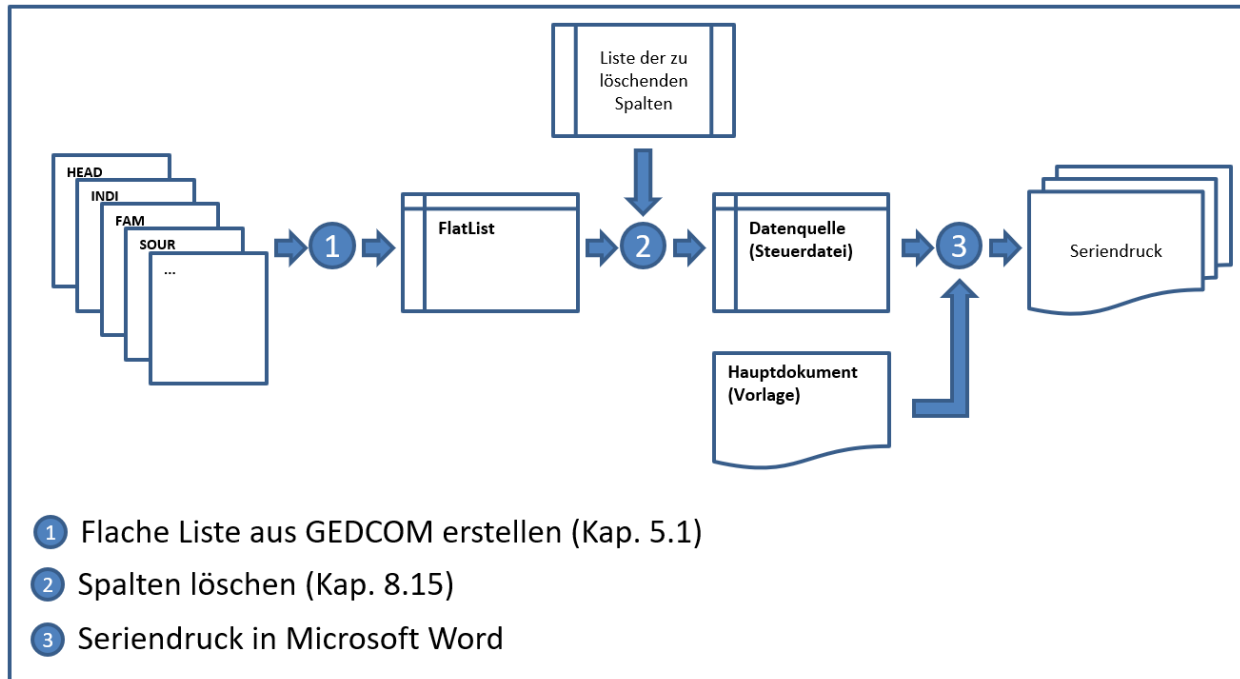 Liste der zu
löschenden
Spalten
HEAD
INDI
FAM
SOUR
...
1
FlatList
2
Datenquelle
(Steuerdatei)
3
Seriendruck
Hauptdokument
(Vorlage)
1 Flache Liste aus GEDCOM erstellen (Kap. 5.1)
2 Spalten löschen (Kap. 8.15)
3 Seriendruck in Microsoft Word